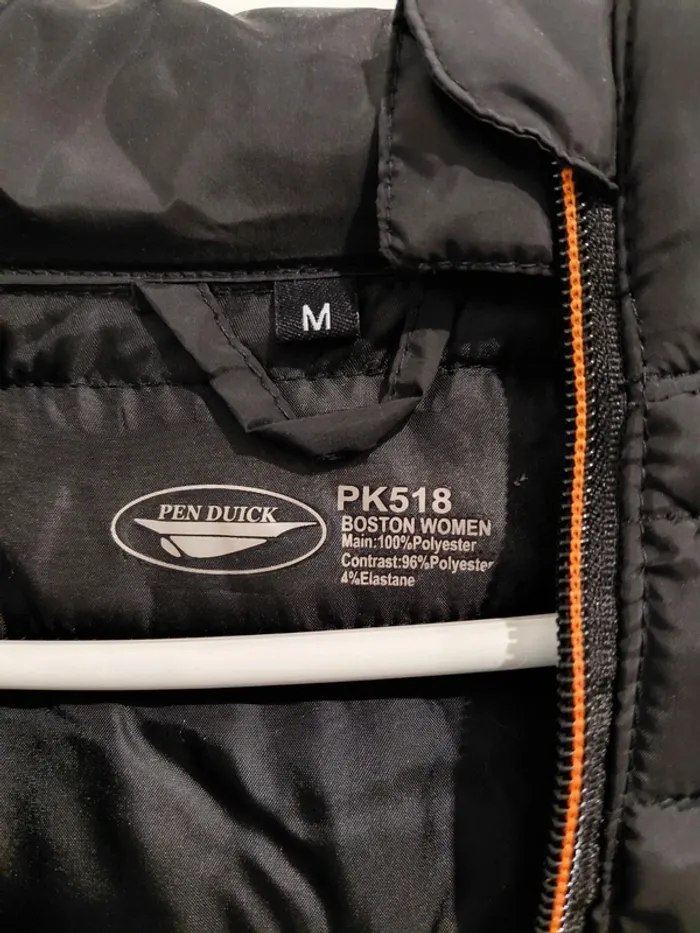 M
PEN DUICK
PK518
BOSTON WOMEN
Main:100%Polyester
Contrast:96%Polyester
4%Elastane